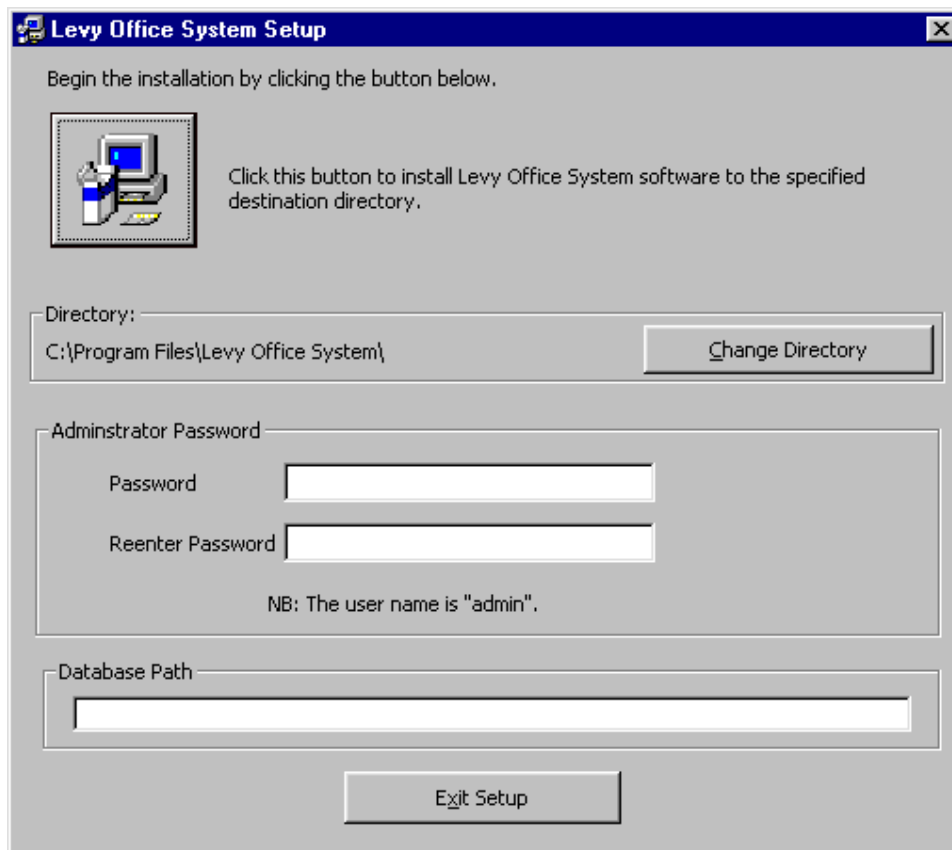 Levy Office System Setup
Begin the installation by clicking the button below.
Click this button to install Levy Office System software to the specified
destination directory.
Directory:
C:\Program Files\Levy Office System\
Change Directory
Adminstrator Password
Password
Reenter Password
NB: The user name is "admin".
Database Path
Exit Setup